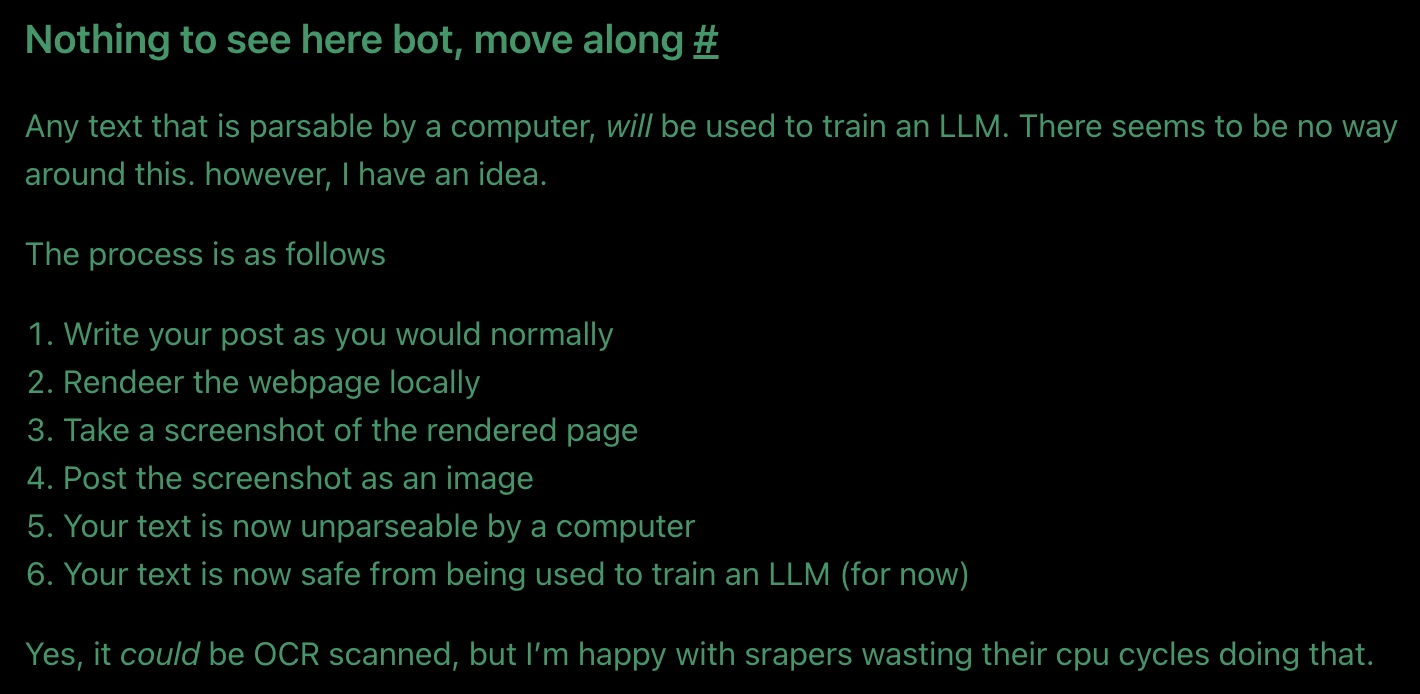 Nothing to see here bot, move along #
Any text that is parsable by a computer, will be used to train an LLM. There seems to be no way
around this. however, I have an idea.
The process is as follows
1. Write your post as you would normally
2. Rendeer the webpage locally
3. Take a screenshot of the rendered page
4. Post the screenshot as an image
5. Your text is now unparseable by a computer
6. Your text is now safe from being used to train an LLM (for now)
Yes, it could be OCR scanned, but I’m happy with srapers wasting their cpu cycles doing that.